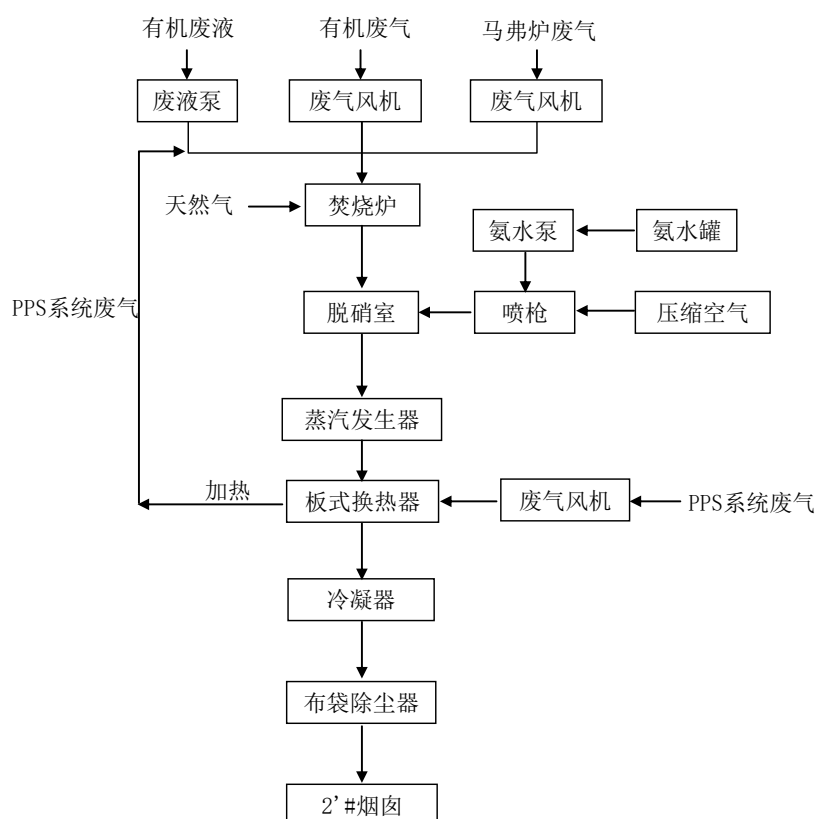 有机废液
有机废气
马弗炉废气
废液泵
废气风机
废气风机
天然气
焚烧炉
氨水泵
氨水罐
PPS系统废气
脱硝室
喷枪
压缩空气
蒸汽发生器
加热
板式换热器
废气风机
PPS系统废气
冷凝器
布袋除尘器
2'#烟囱